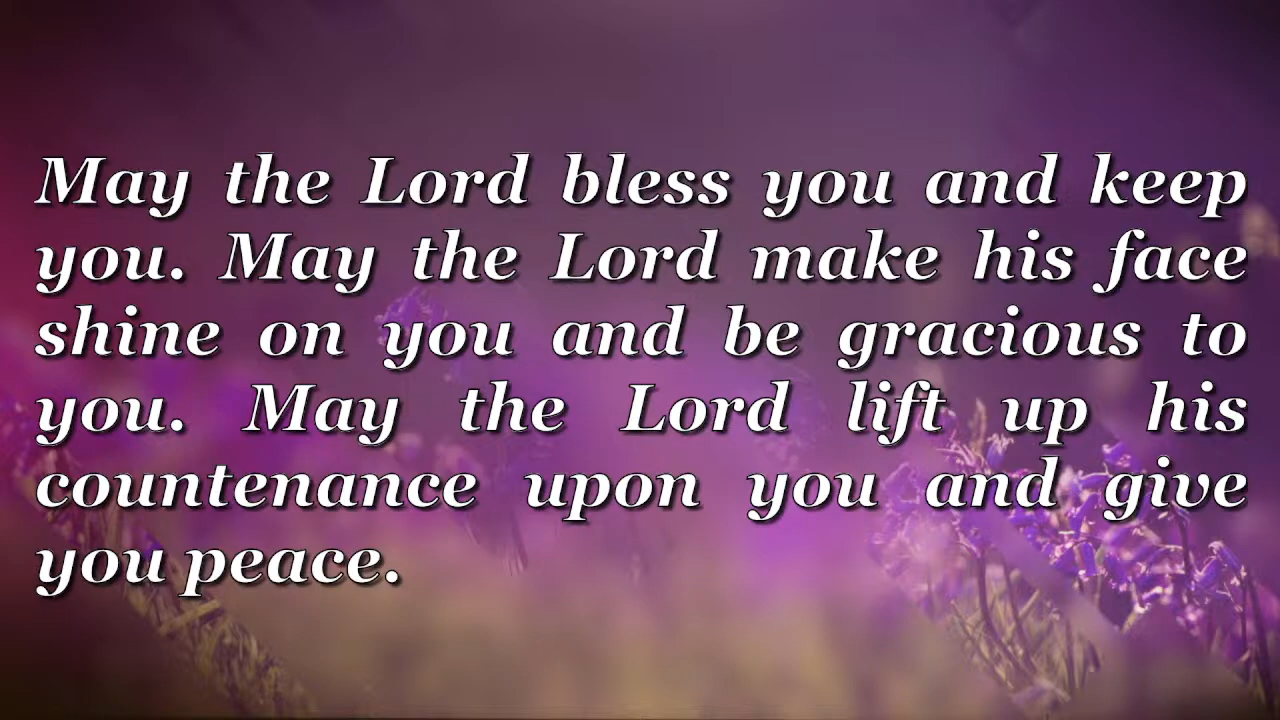 May the Lord bless you and keep
you. May the Lord make his face
shine on you and be gracious to
you. May the Lord lift up his
countenance upon you and give
you peace.